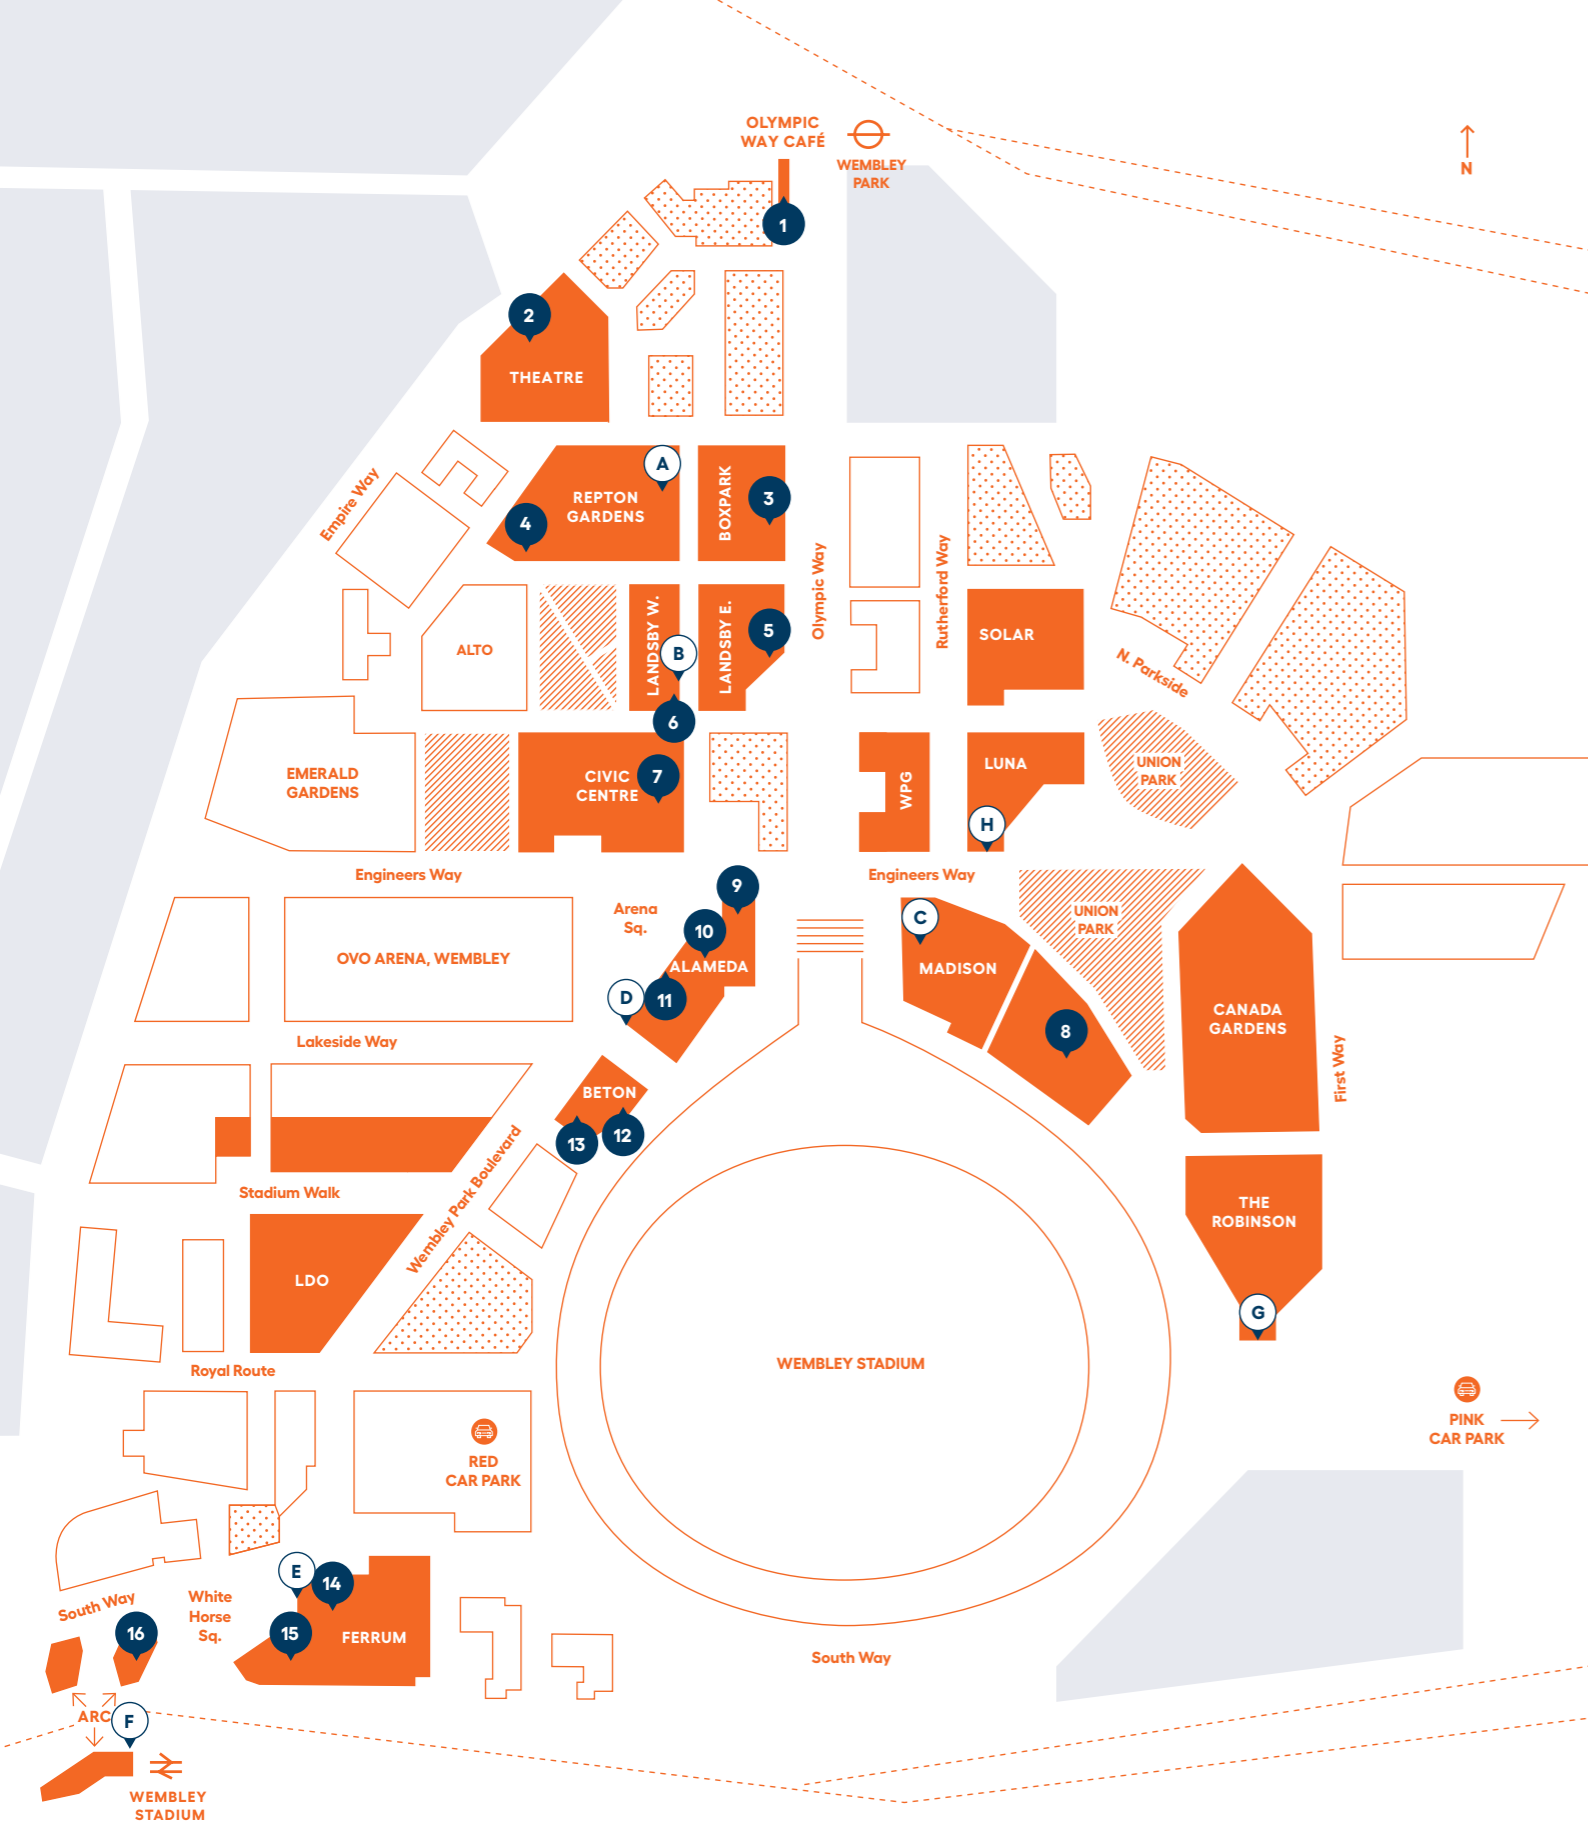 OLYMPIC
WAY CAFÉ
WEMBLEY
PARK
N
1
2
THEATRE
Empire Way
A
REPTON
GARDENS
4
BOXPARK
3
Olympic Way
Rutherford Way
ALTO
LANDSBY W.
B
LANDSBY E.
5
6
SOLAR
N. Parkside
EMERALD
GARDENS
CIVIC
CENTRE
7
WPG
LUNA
H
UNION
PARK
Engineers Way
Engineers Way
9
Arena
Sq.
10
ALAMEDA
D
11
OVO ARENA, WEMBLEY
C
MADISON
8
UNION
PARK
CANADA
GARDENS
First Way
Lakeside Way
BETON
13
12
Wembley Park Boulevard
Stadium Walk
LDO
THE
ROBINSON
G
WEMBLEY STADIUM
Royal Route
RED
CAR PARK
PINK
CAR PARK
E
14
15
FERRUM
White
Horse
Sq.
South Way
16
South Way
ARC
F
WEMBLEY
STADIUM